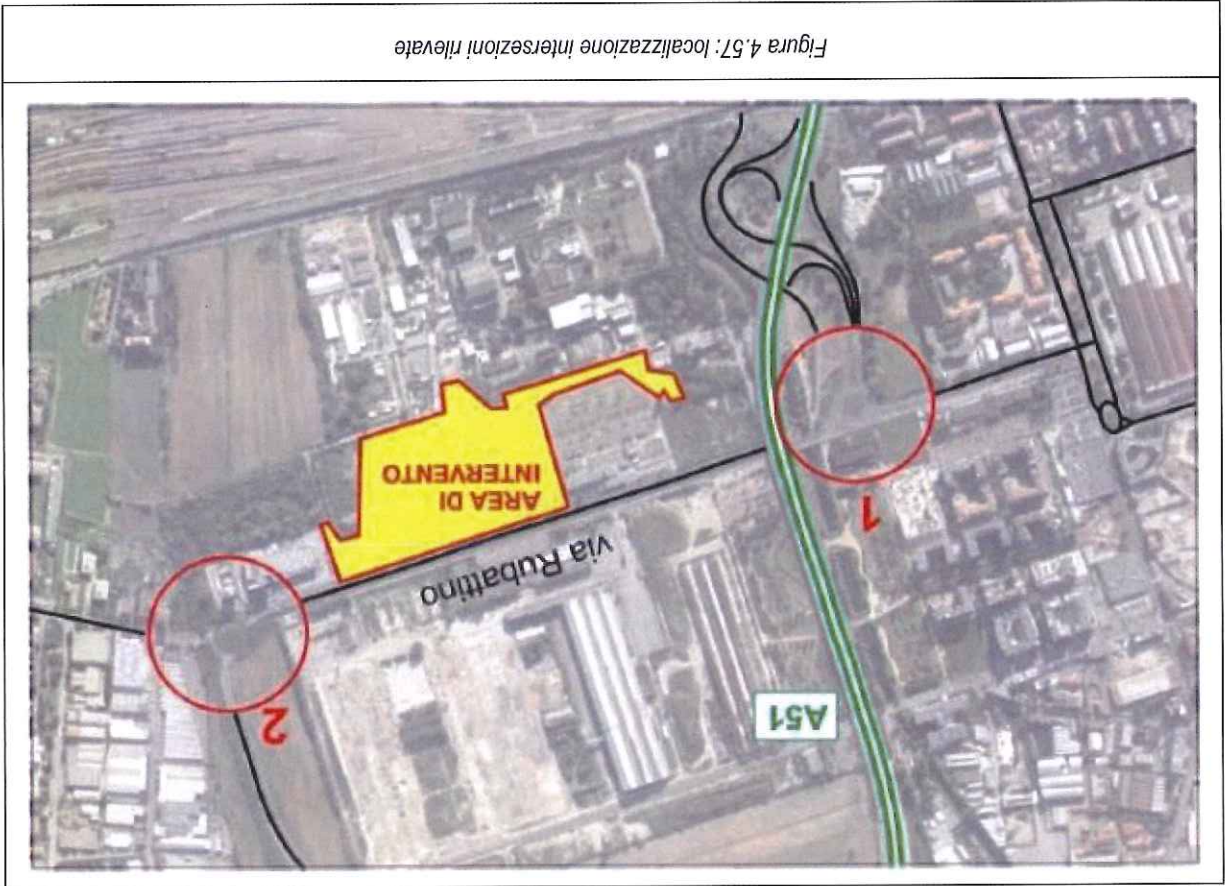 A51
2
via Rubattino
AREA DI
INTERVENTO
1
Figura 4.57: localizzazione intersezioni rilevate